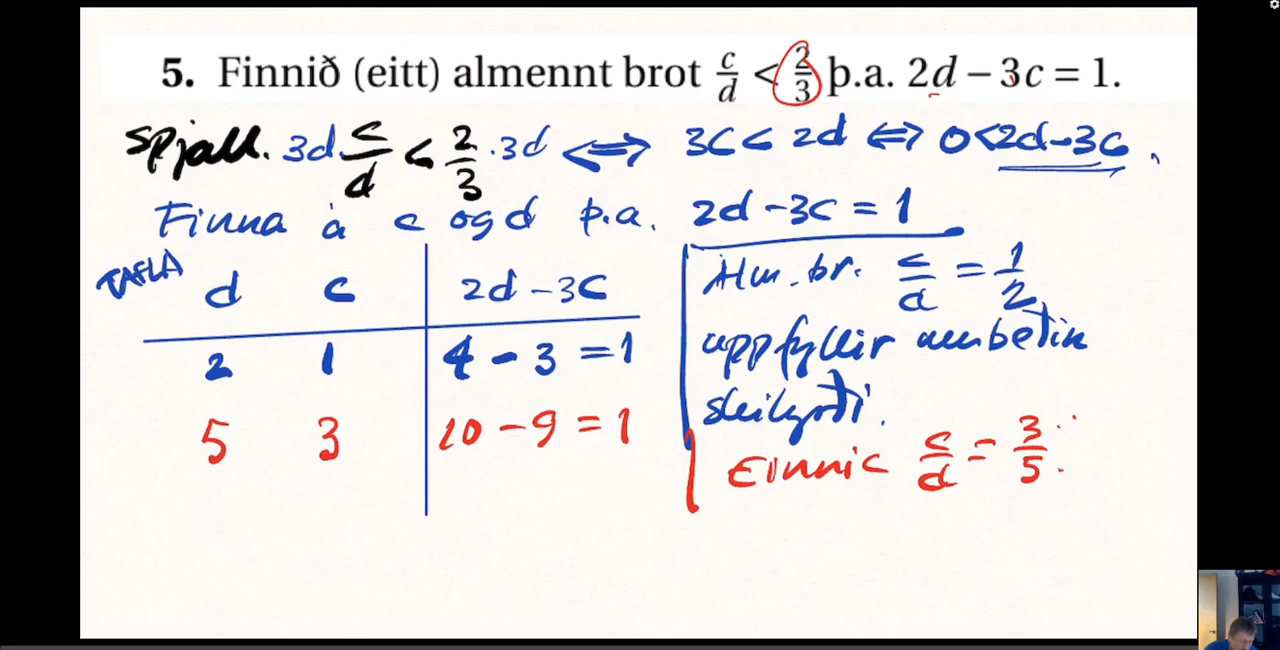 5. Finnið (eitt) almennt brot c/d < 2/3 þ.a. 2d − 3c = 1.
Spjall. 3d · c/d < 2/3 · 3d ⟺ 3c < 2d ⟺ 0 < 2d − 3c.
Finna á c og d þ.a. 2d − 3c = 1
TAFLA
d c 2d − 3c
2 1 4 − 3 = 1
5 3 10 − 9 = 1
Alm. br. c/d = 1/2
uppfyllir umbeðin
skilyrði.
Einnig c/d = 3/5.